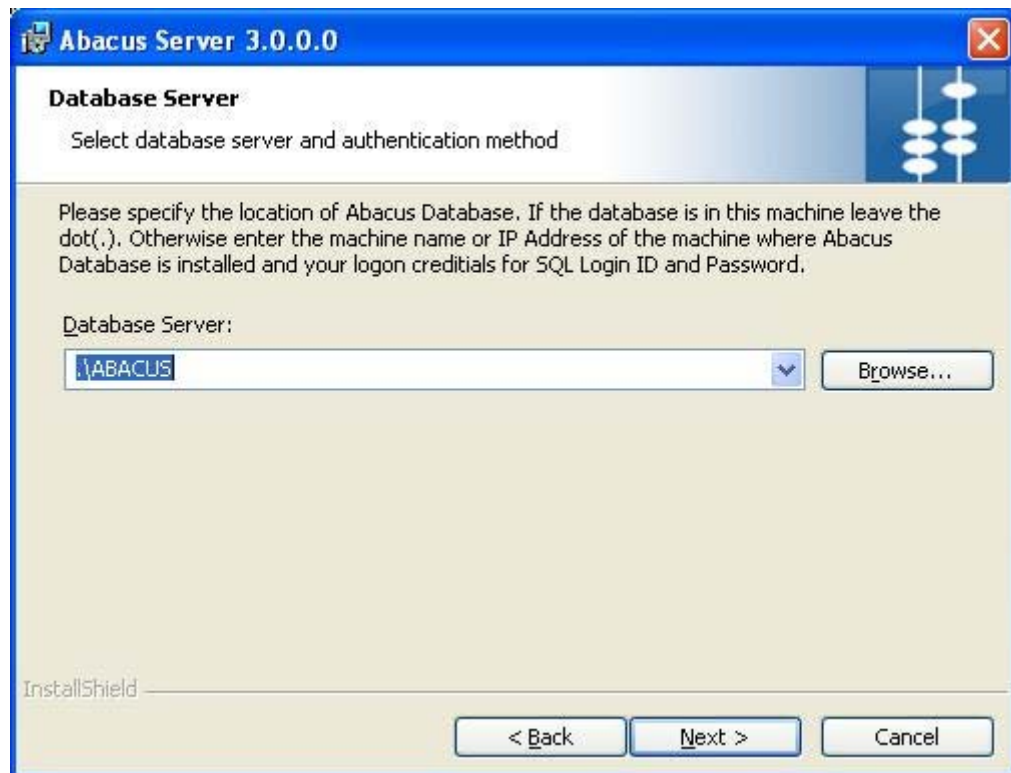 Abacus Server 3.0.0.0
Database Server
Select database server and authentication method
Please specify the location of Abacus Database. If the database is in this machine leave the
dot(.). Otherwise enter the machine name or IP Address of the machine where Abacus
Database is installed and your logon creditials for SQL Login ID and Password.
Database Server:
.\ABACUS
Browse...
InstallShield
< Back
Next >
Cancel